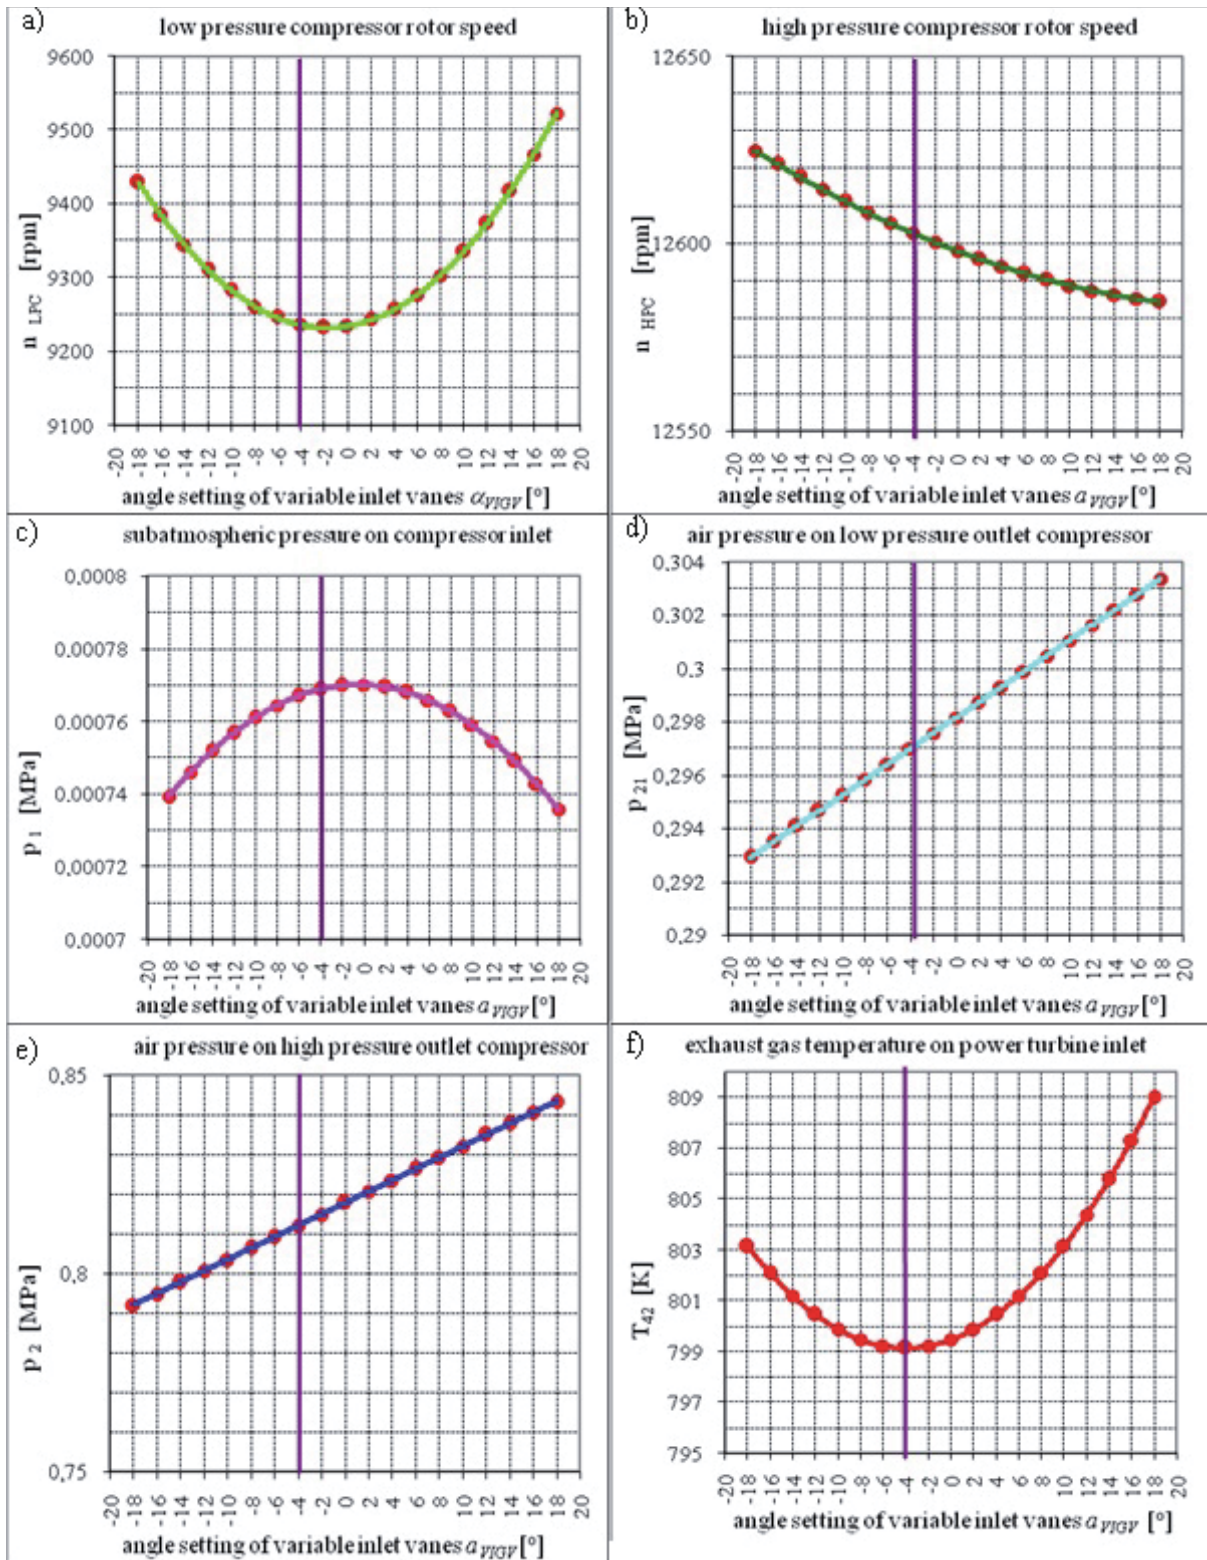 a)
low pressure compressor rotor speed
9600
9500
9400
9300
9200
9100
n LPC [rpm]
-20 -18 -16 -14 -12 -10 -8 -6 -4 -2 0 2 4 6 8 10 12 14 16 18 20
angle setting of variable inlet vanes α_VIGV [°]
b)
high pressure compressor rotor speed
12650
12600
12550
n HPC [rpm]
-20 -18 -16 -14 -12 -10 -8 -6 -4 -2 0 2 4 6 8 10 12 14 16 18 20
angle setting of variable inlet vanes a_VIGV [°]
c)
subatmospheric pressure on compressor inlet
0.0008
0.00078
0.00076
0.00074
0.00072
0.0007
p 1 [MPa]
-20 -18 -16 -14 -12 -10 -8 -6 -4 -2 0 2 4 6 8 10 12 14 16 18 20
angle setting of variable inlet vanes a_VIGV [°]
d)
air pressure on low pressure outlet compressor
0,304
0,302
0,3
0,298
0,296
0,294
0,292
0,29
p 21 [MPa]
-20 -18 -16 -14 -12 -10 -8 -6 -4 -2 0 2 4 6 8 10 12 14 16 18 20
angle setting of variable inlet vanes a_VIGV [°]
e)
air pressure on high pressure outlet compressor
0,85
0,8
0,75
p 2 [MPa]
-20 -18 -16 -14 -12 -10 -8 -6 -4 -2 0 2 4 6 8 10 12 14 16 18 20
angle setting of variable inlet vanes a_VIGV [°]
f)
exhaust gas temperature on power turbine inlet
809
807
805
803
801
799
797
795
T 42 [K]
-20 -18 -16 -14 -12 -10 -8 -6 -4 -2 0 2 4 6 8 10 12 14 16 18 20
angle setting of variable inlet vanes a_VIGV [°]